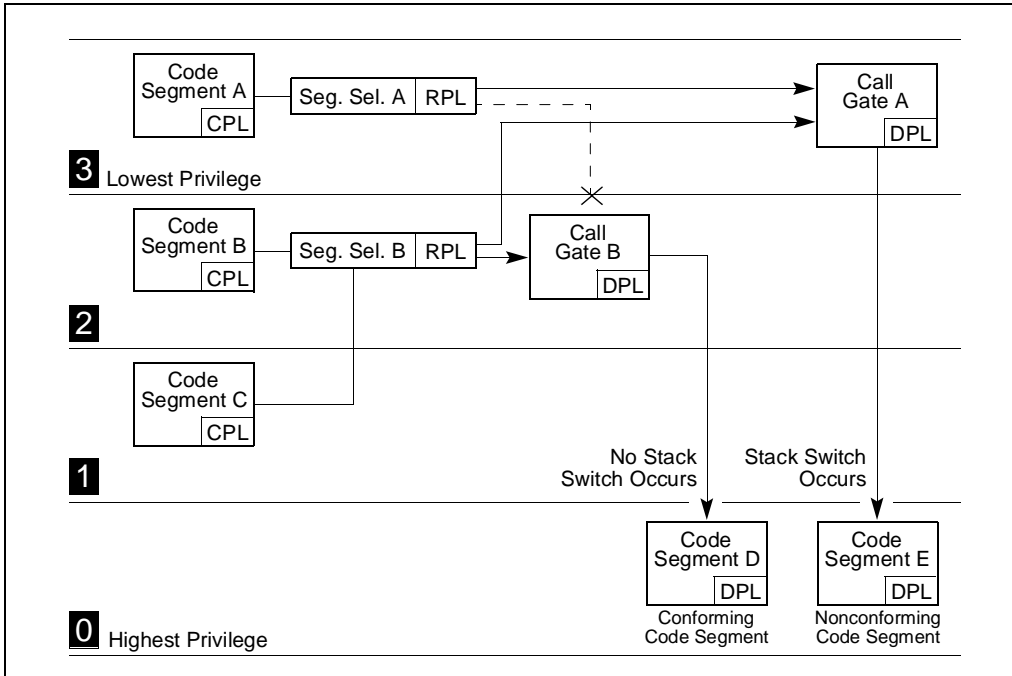 Code
Segment A
CPL
Seg. Sel. A
RPL
Call
Gate A
DPL
3
Lowest Privilege
Code
Segment B
CPL
Seg. Sel. B
RPL
Call
Gate B
DPL
2
Code
Segment C
CPL
No Stack
Switch Occurs
Stack Switch
Occurs
1
Code
Segment D
DPL
Conforming
Code Segment
Code
Segment E
DPL
Nonconforming
Code Segment
0
Highest Privilege